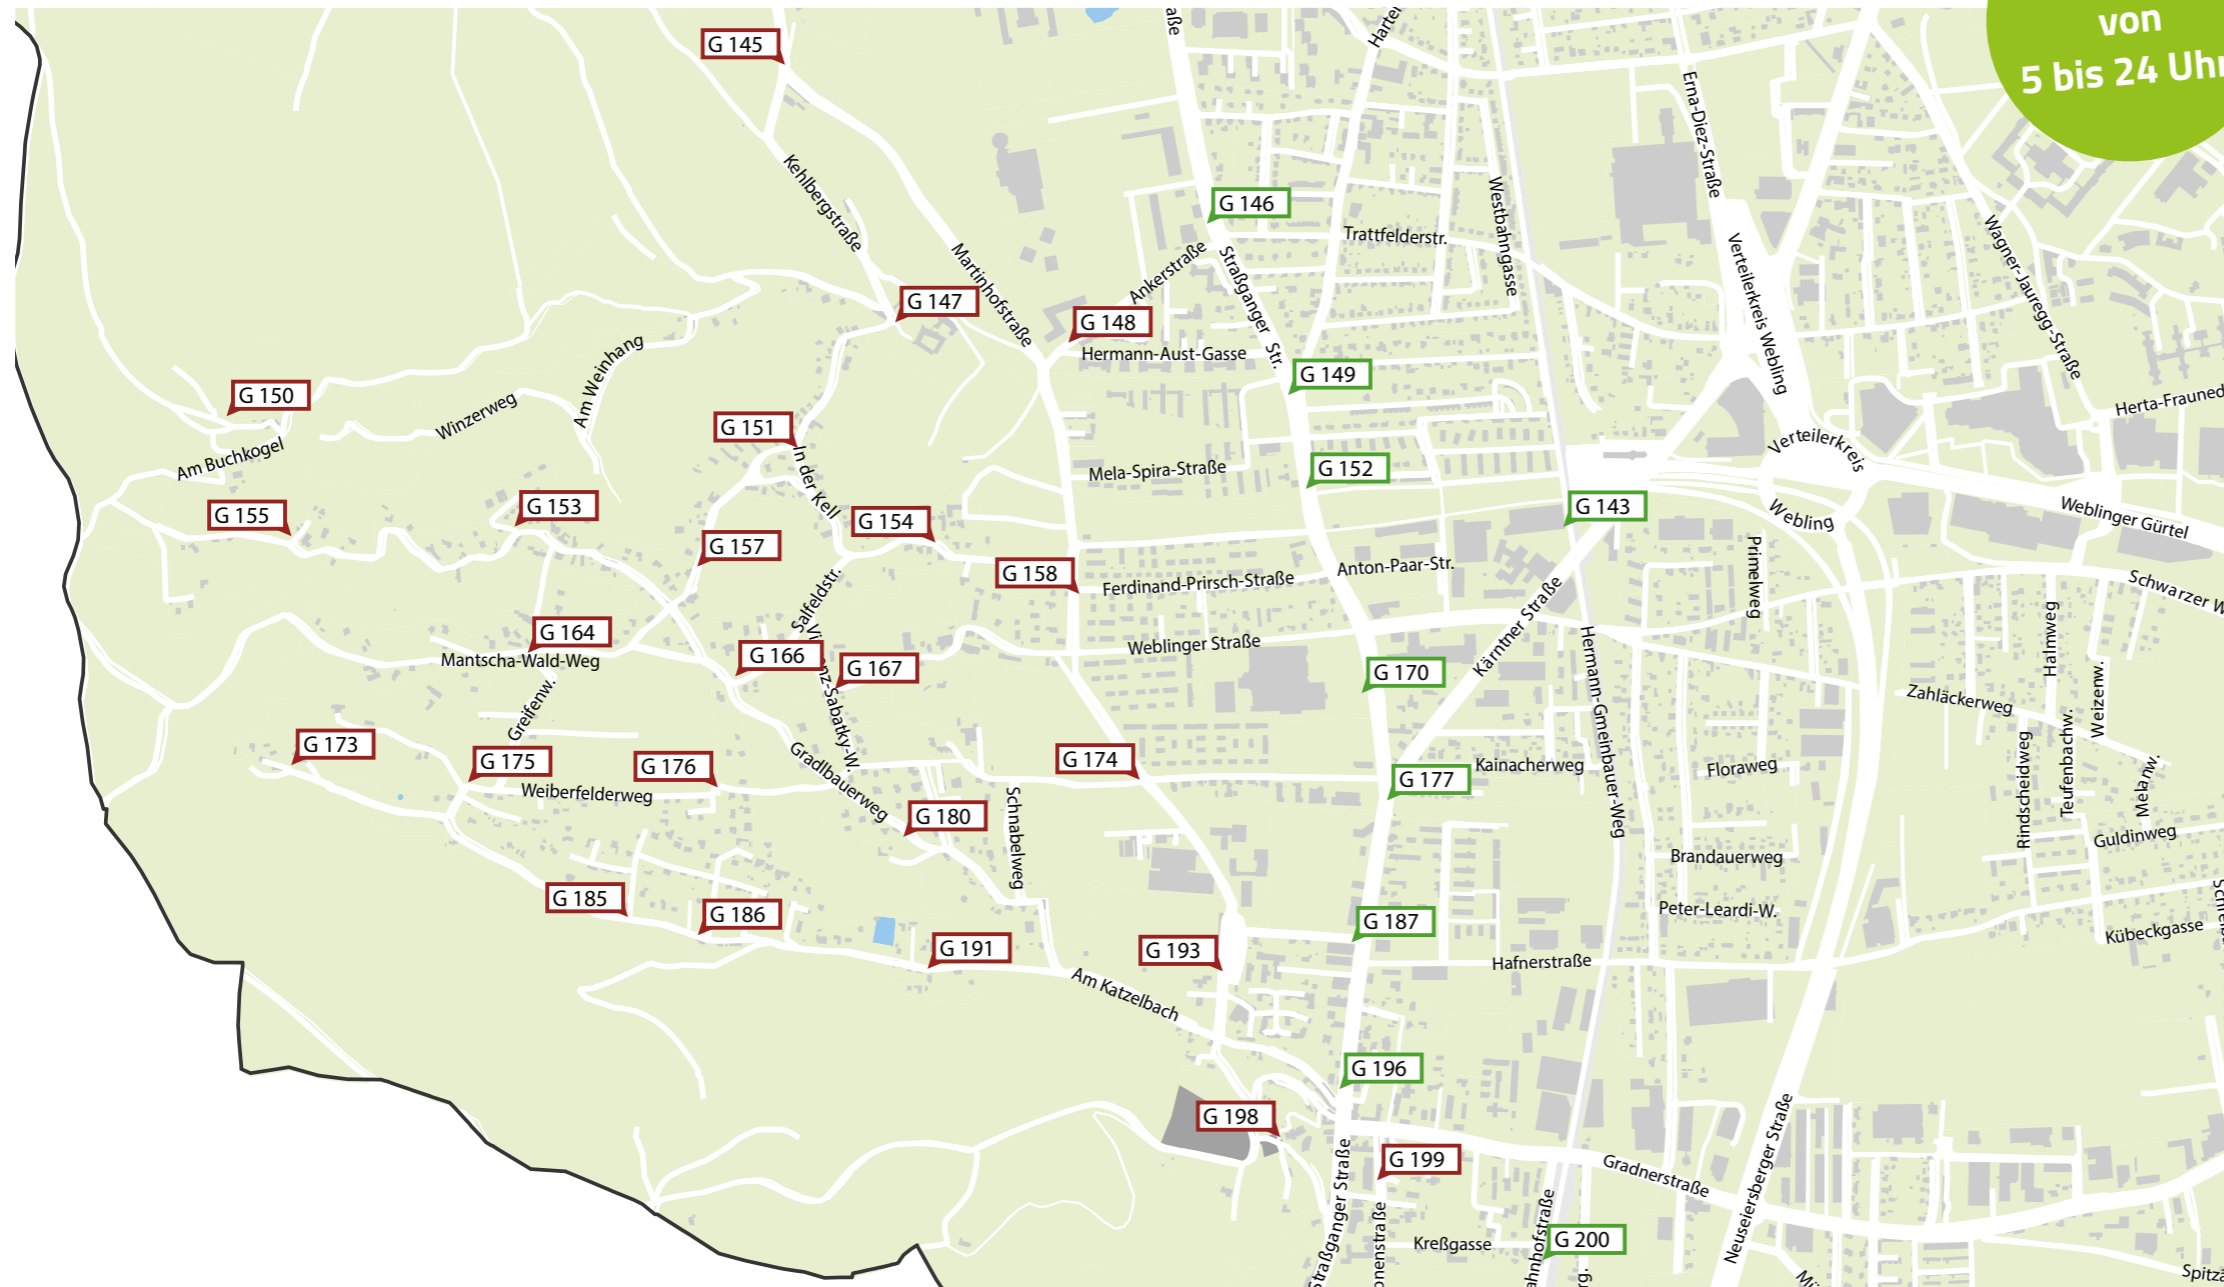 von
5 bis 24 Uhr
G 145
G 146
Erna-Diez-Straße
Kehlbergstraße
Westbahngasse
Trattfelderstr.
Martinhofstraße
Ankerstraße
Straßganger Str.
Verteilerkreis Webling
Wagner-Jauregg-Straße
G 147
G 148
Hermann-Aust-Gasse
G 149
Am Weinhang
Winzerweg
G 150
Am Buchkogel
G 151
In der Kell
Mela-Spira-Straße
G 152
Verteilerkreis
Webling
Weblinger Gürtel
G 143
G 153
G 154
G 155
G 157
G 158
Ferdinand-Prirsch-Straße
Anton-Paar-Str.
Primelweg
Salfeldstr.
Kärntner Straße
G 164
Mantscha-Wald-Weg
G 166
G 167
Weblinger Straße
G 170
Hermann-Gmeinbauer-Weg
Halmweg
Weizenw.
Zahläckerweg
Greifenw.
Rindscheidweg
Teufenbachw.
Melanw.
G 173
G 175
G 176
G 174
G 177
Kainacherweg
Floraweg
Weiberfelderweg
Gradlbauerweg
G 180
Schnabelweg
Guldinweg
Brandauerweg
G 185
G 186
G 187
Peter-Leardi-W.
Kübeckgasse
G 191
G 193
Hafnerstraße
Am Katzelbach
G 196
G 198
G 199
Gradnerstraße
Neuseiersberger Straße
Straßganger Straße
Kreßgasse
G 200